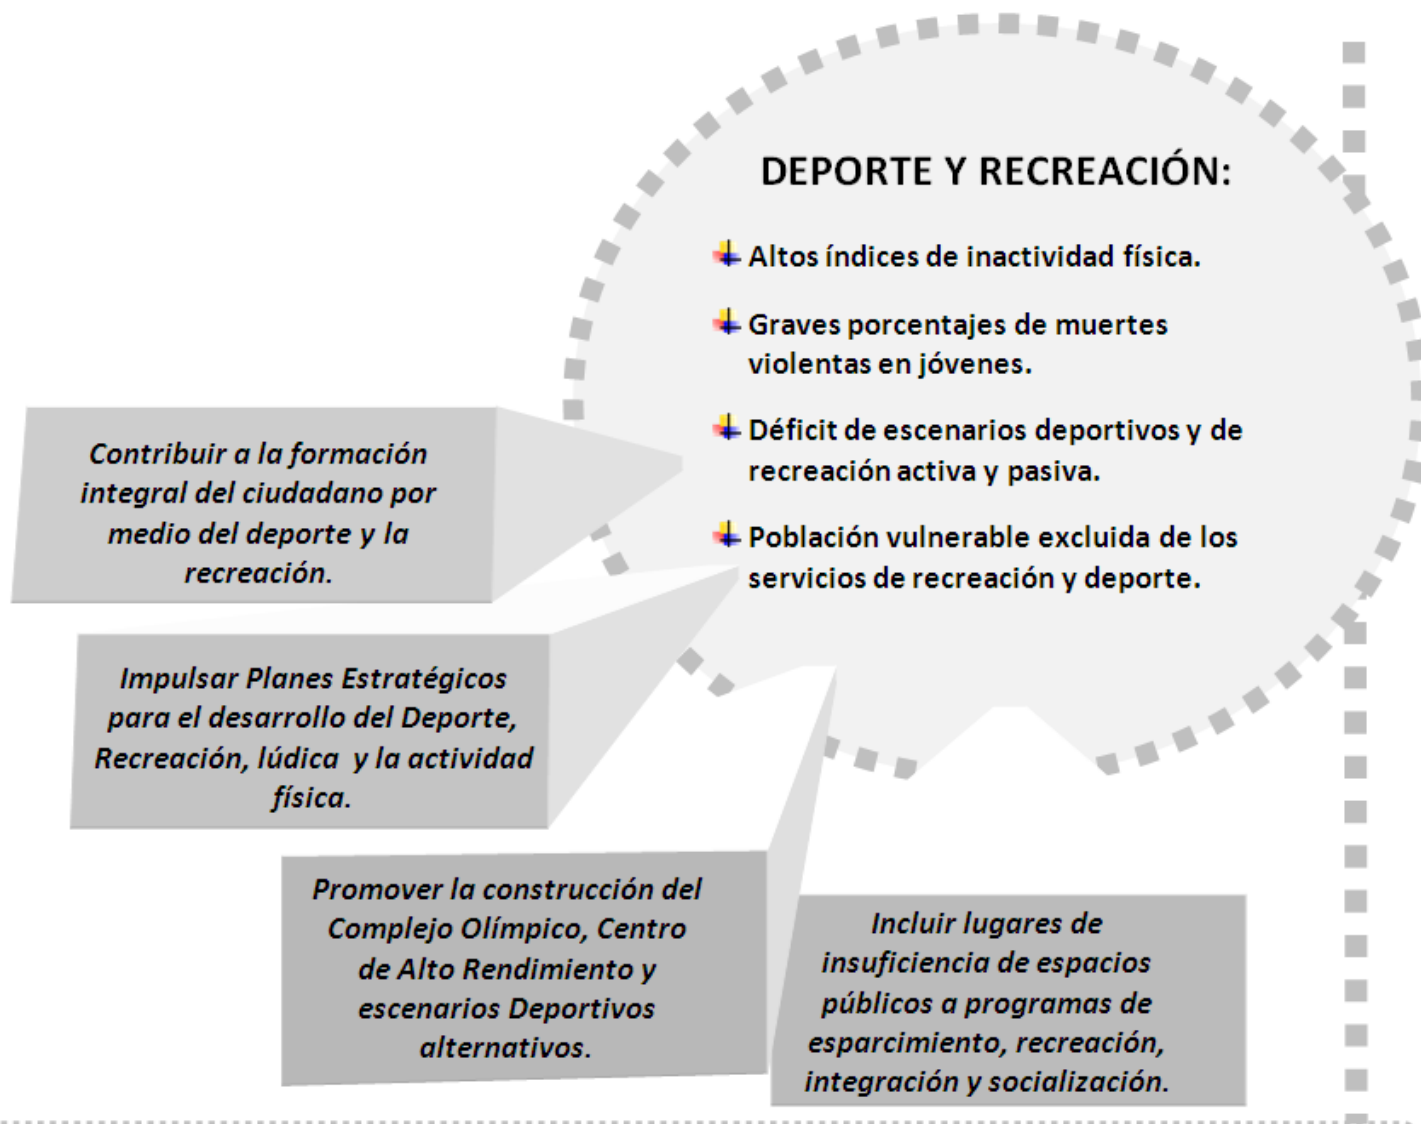 DEPORTE Y RECREACIÓN:
Altos índices de inactividad física.
Graves porcentajes de muertes
violentas en jóvenes.
Déficit de escenarios deportivos y de
recreación activa y pasiva.
Población vulnerable excluida de los
servicios de recreación y deporte.
Contribuir a la formación
integral del ciudadano por
medio del deporte y la
recreación.
Impulsar Planes Estratégicos
para el desarrollo del Deporte,
Recreación, lúdica y la actividad
física.
Promover la construcción del
Complejo Olímpico, Centro
de Alto Rendimiento y
escenarios Deportivos
alternativos.
Incluir lugares de
insuficiencia de espacios
públicos a programas de
esparcimiento, recreación,
integración y socialización.